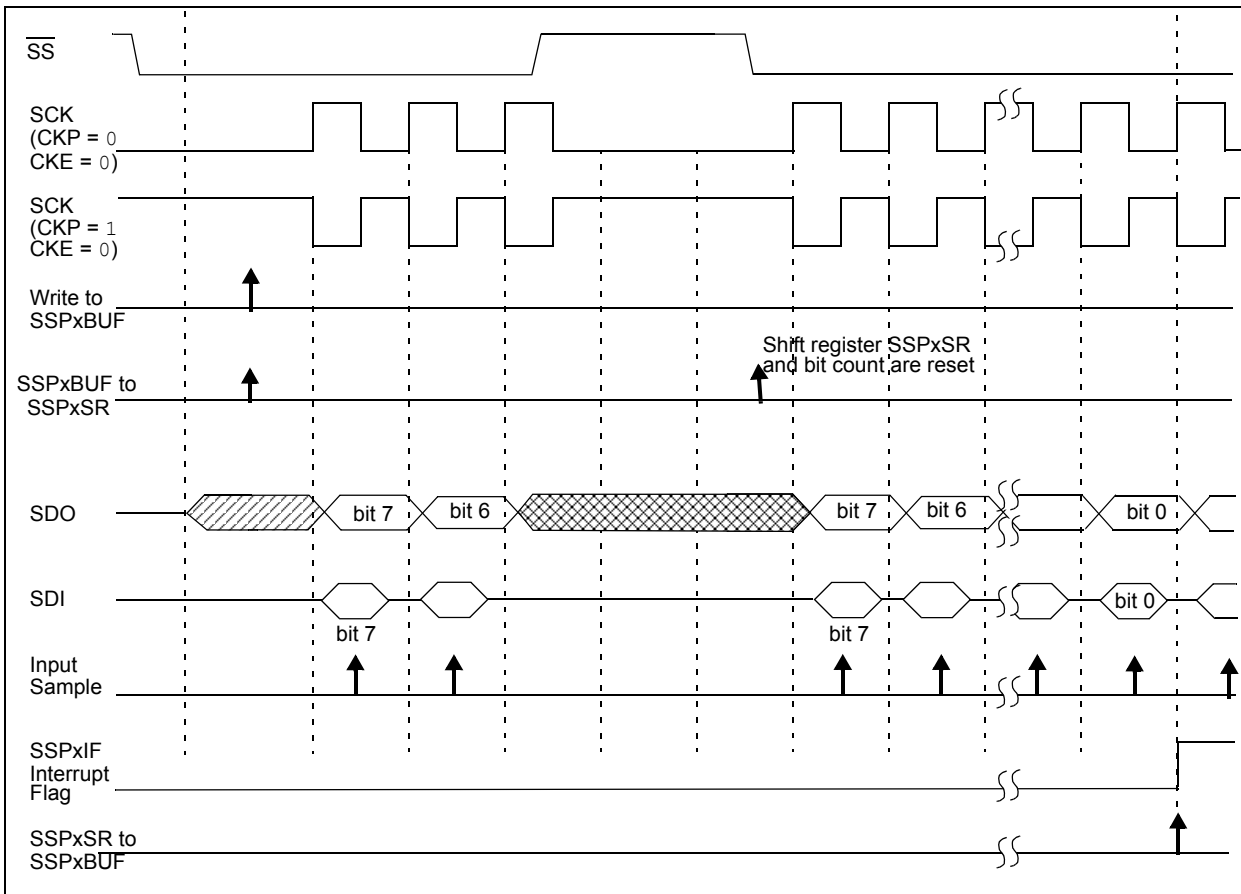 SS
SCK
(CKP = 0
CKE = 0)
SCK
(CKP = 1
CKE = 0)
Write to
SSPxBUF
Shift register SSPxSR
and bit count are reset
SSPxBUF to
SSPxSR
SDO
bit 7
bit 6
bit 7
bit 6
bit 0
SDI
bit 0
bit 7
bit 7
Input
Sample
SSPxIF
Interrupt
Flag
SSPxSR to
SSPxBUF